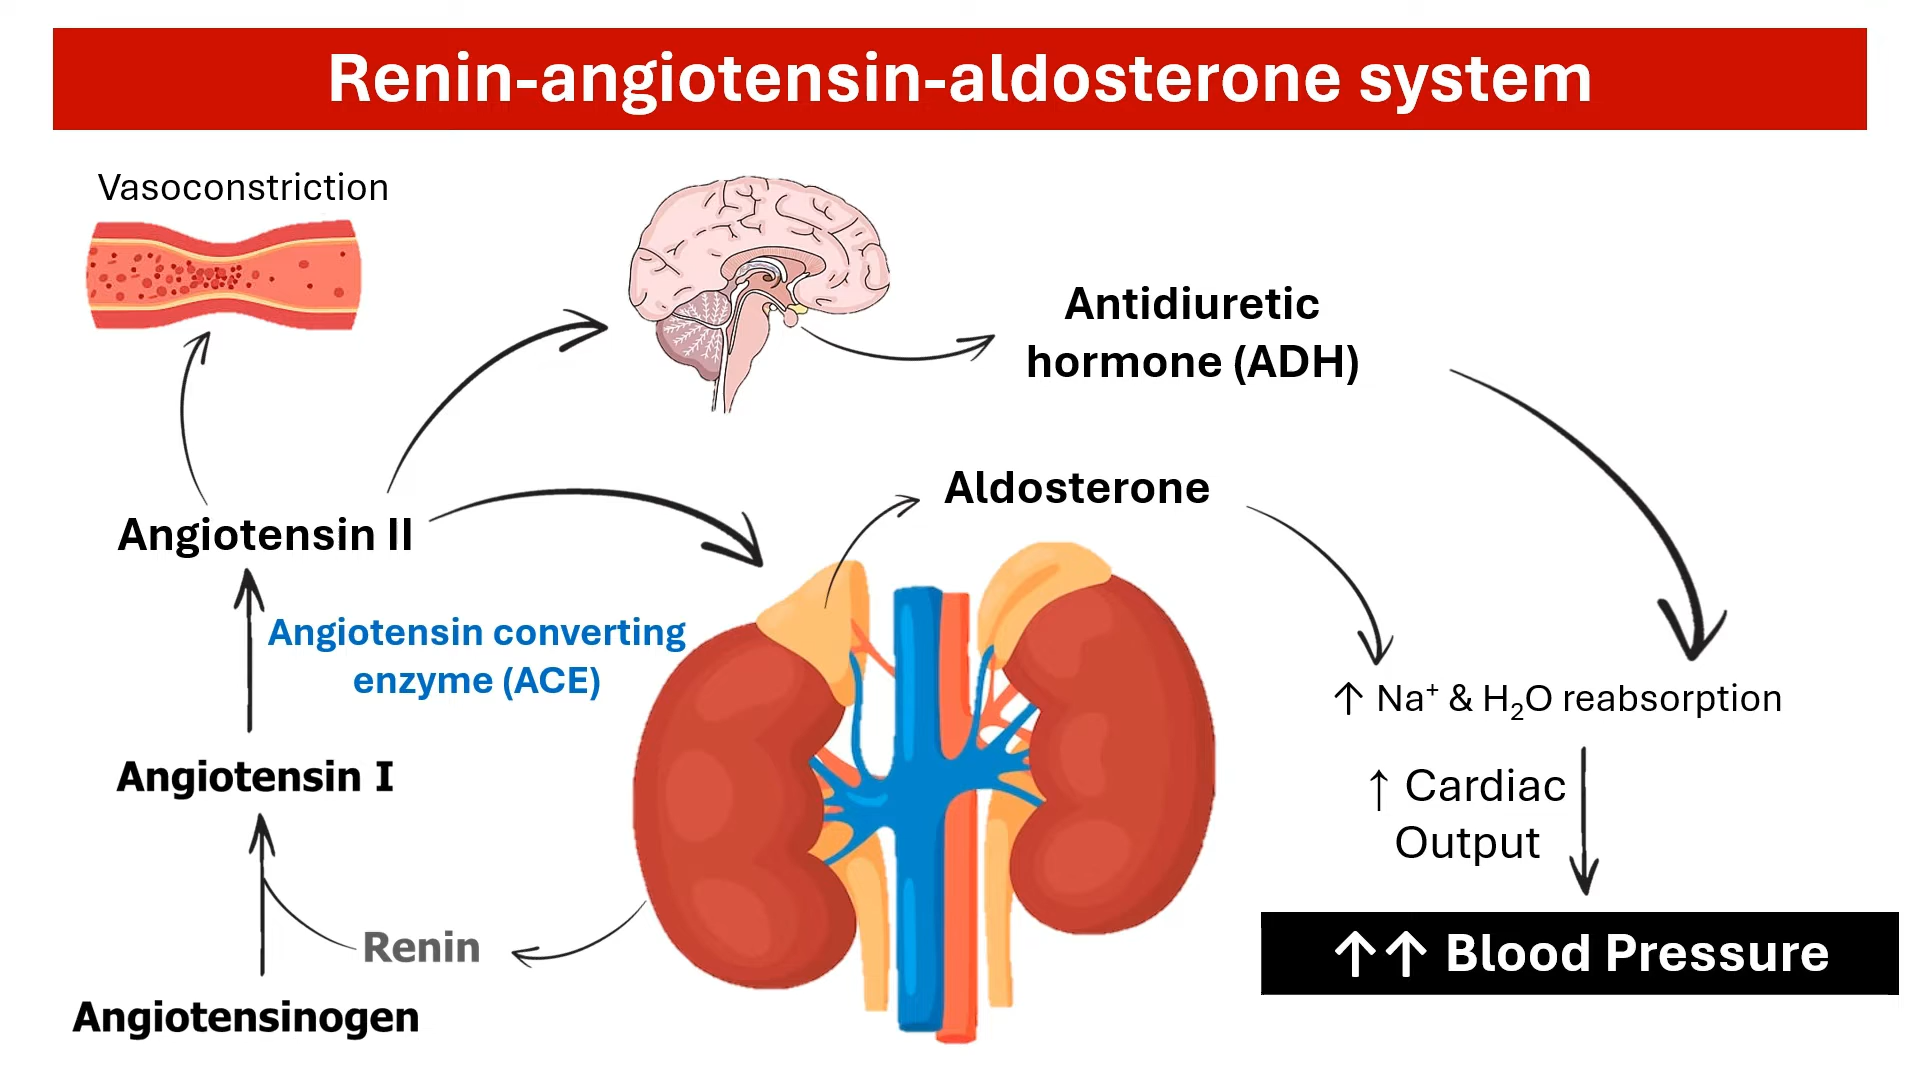 Renin-angiotensin-aldosterone system
Vasoconstriction
Antidiuretic
hormone (ADH)
Aldosterone
Angiotensin II
Angiotensin converting
enzyme (ACE)
↑ Na⁺ & H₂O reabsorption
Angiotensin I
↑ Cardiac
Output
Renin
↑↑ Blood Pressure
Angiotensinogen